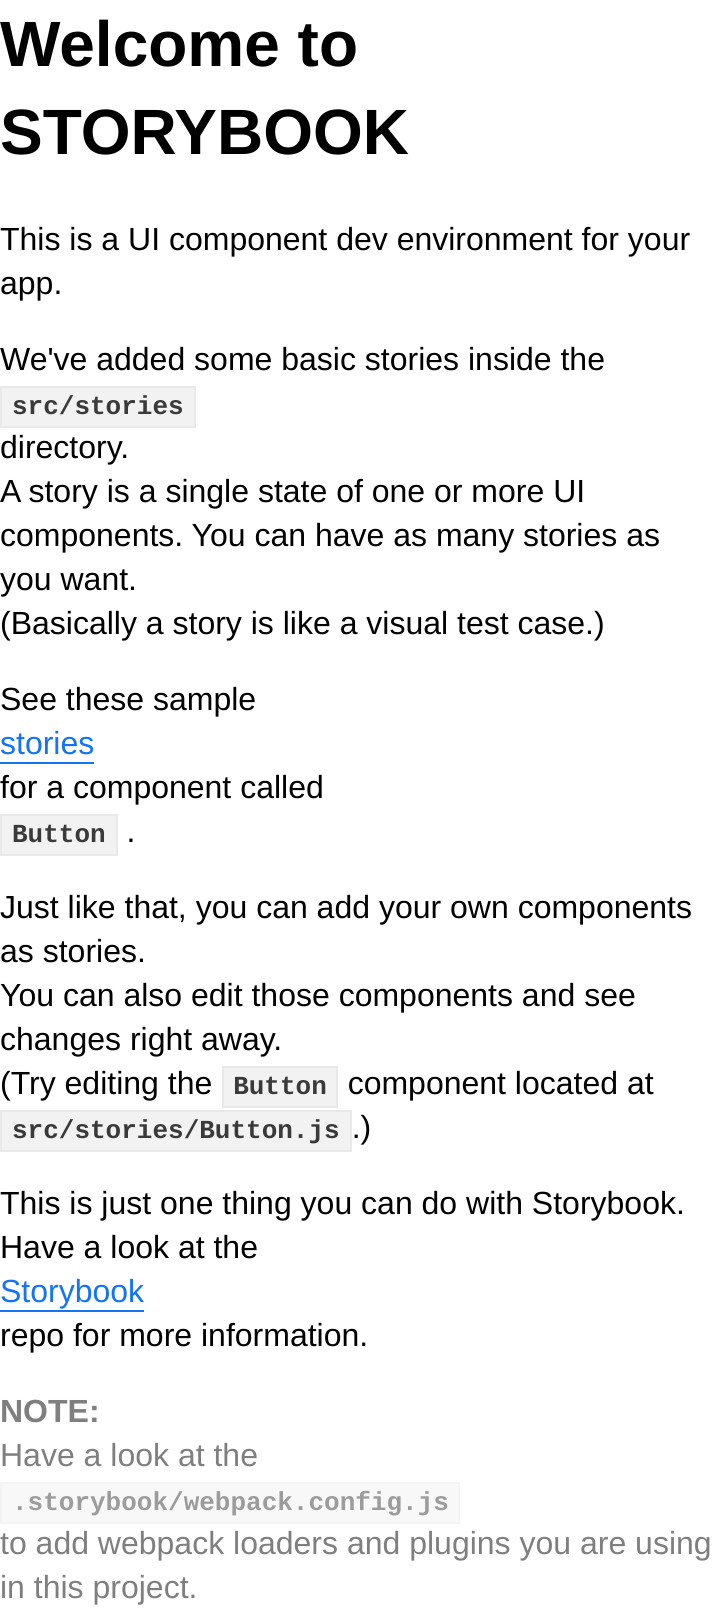 Welcome to
STORYBOOK
This is a UI component dev environment for your
app.
We've added some basic stories inside the
src/stories
directory.
A story is a single state of one or more UI
components. You can have as many stories as
you want.
(Basically a story is like a visual test case.)
See these sample
stories
for a component called
Button .
Just like that, you can add your own components
as stories.
You can also edit those components and see
changes right away.
(Try editing the Button component located at
src/stories/Button.js.)
This is just one thing you can do with Storybook.
Have a look at the
Storybook
repo for more information.
NOTE:
Have a look at the
.storybook/webpack.config.js
to add webpack loaders and plugins you are using
in this project.